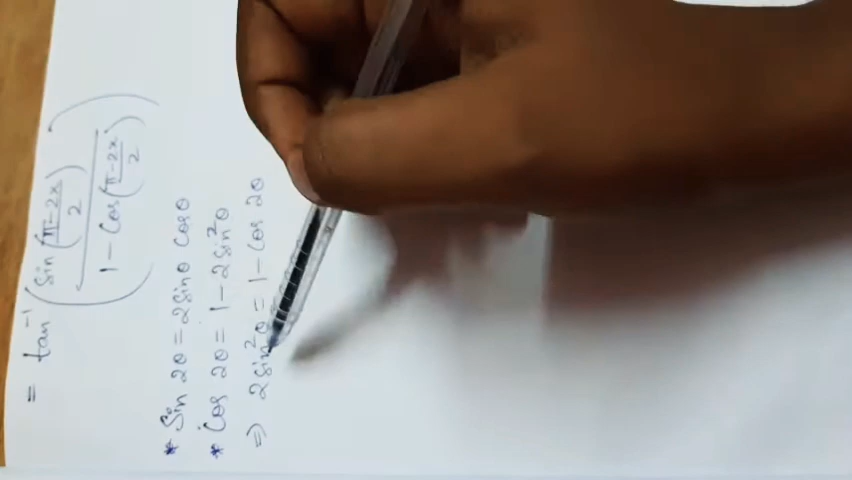 = tan⁻¹ ( sin((π-2x)/2) / (1 - Cos((π-2x)/2)) )
* Sin 2θ = 2Sinθ Cosθ
* Cos 2θ = 1 - 2Sin²θ
⇒ 2Sin²θ = 1 - Cos 2θ